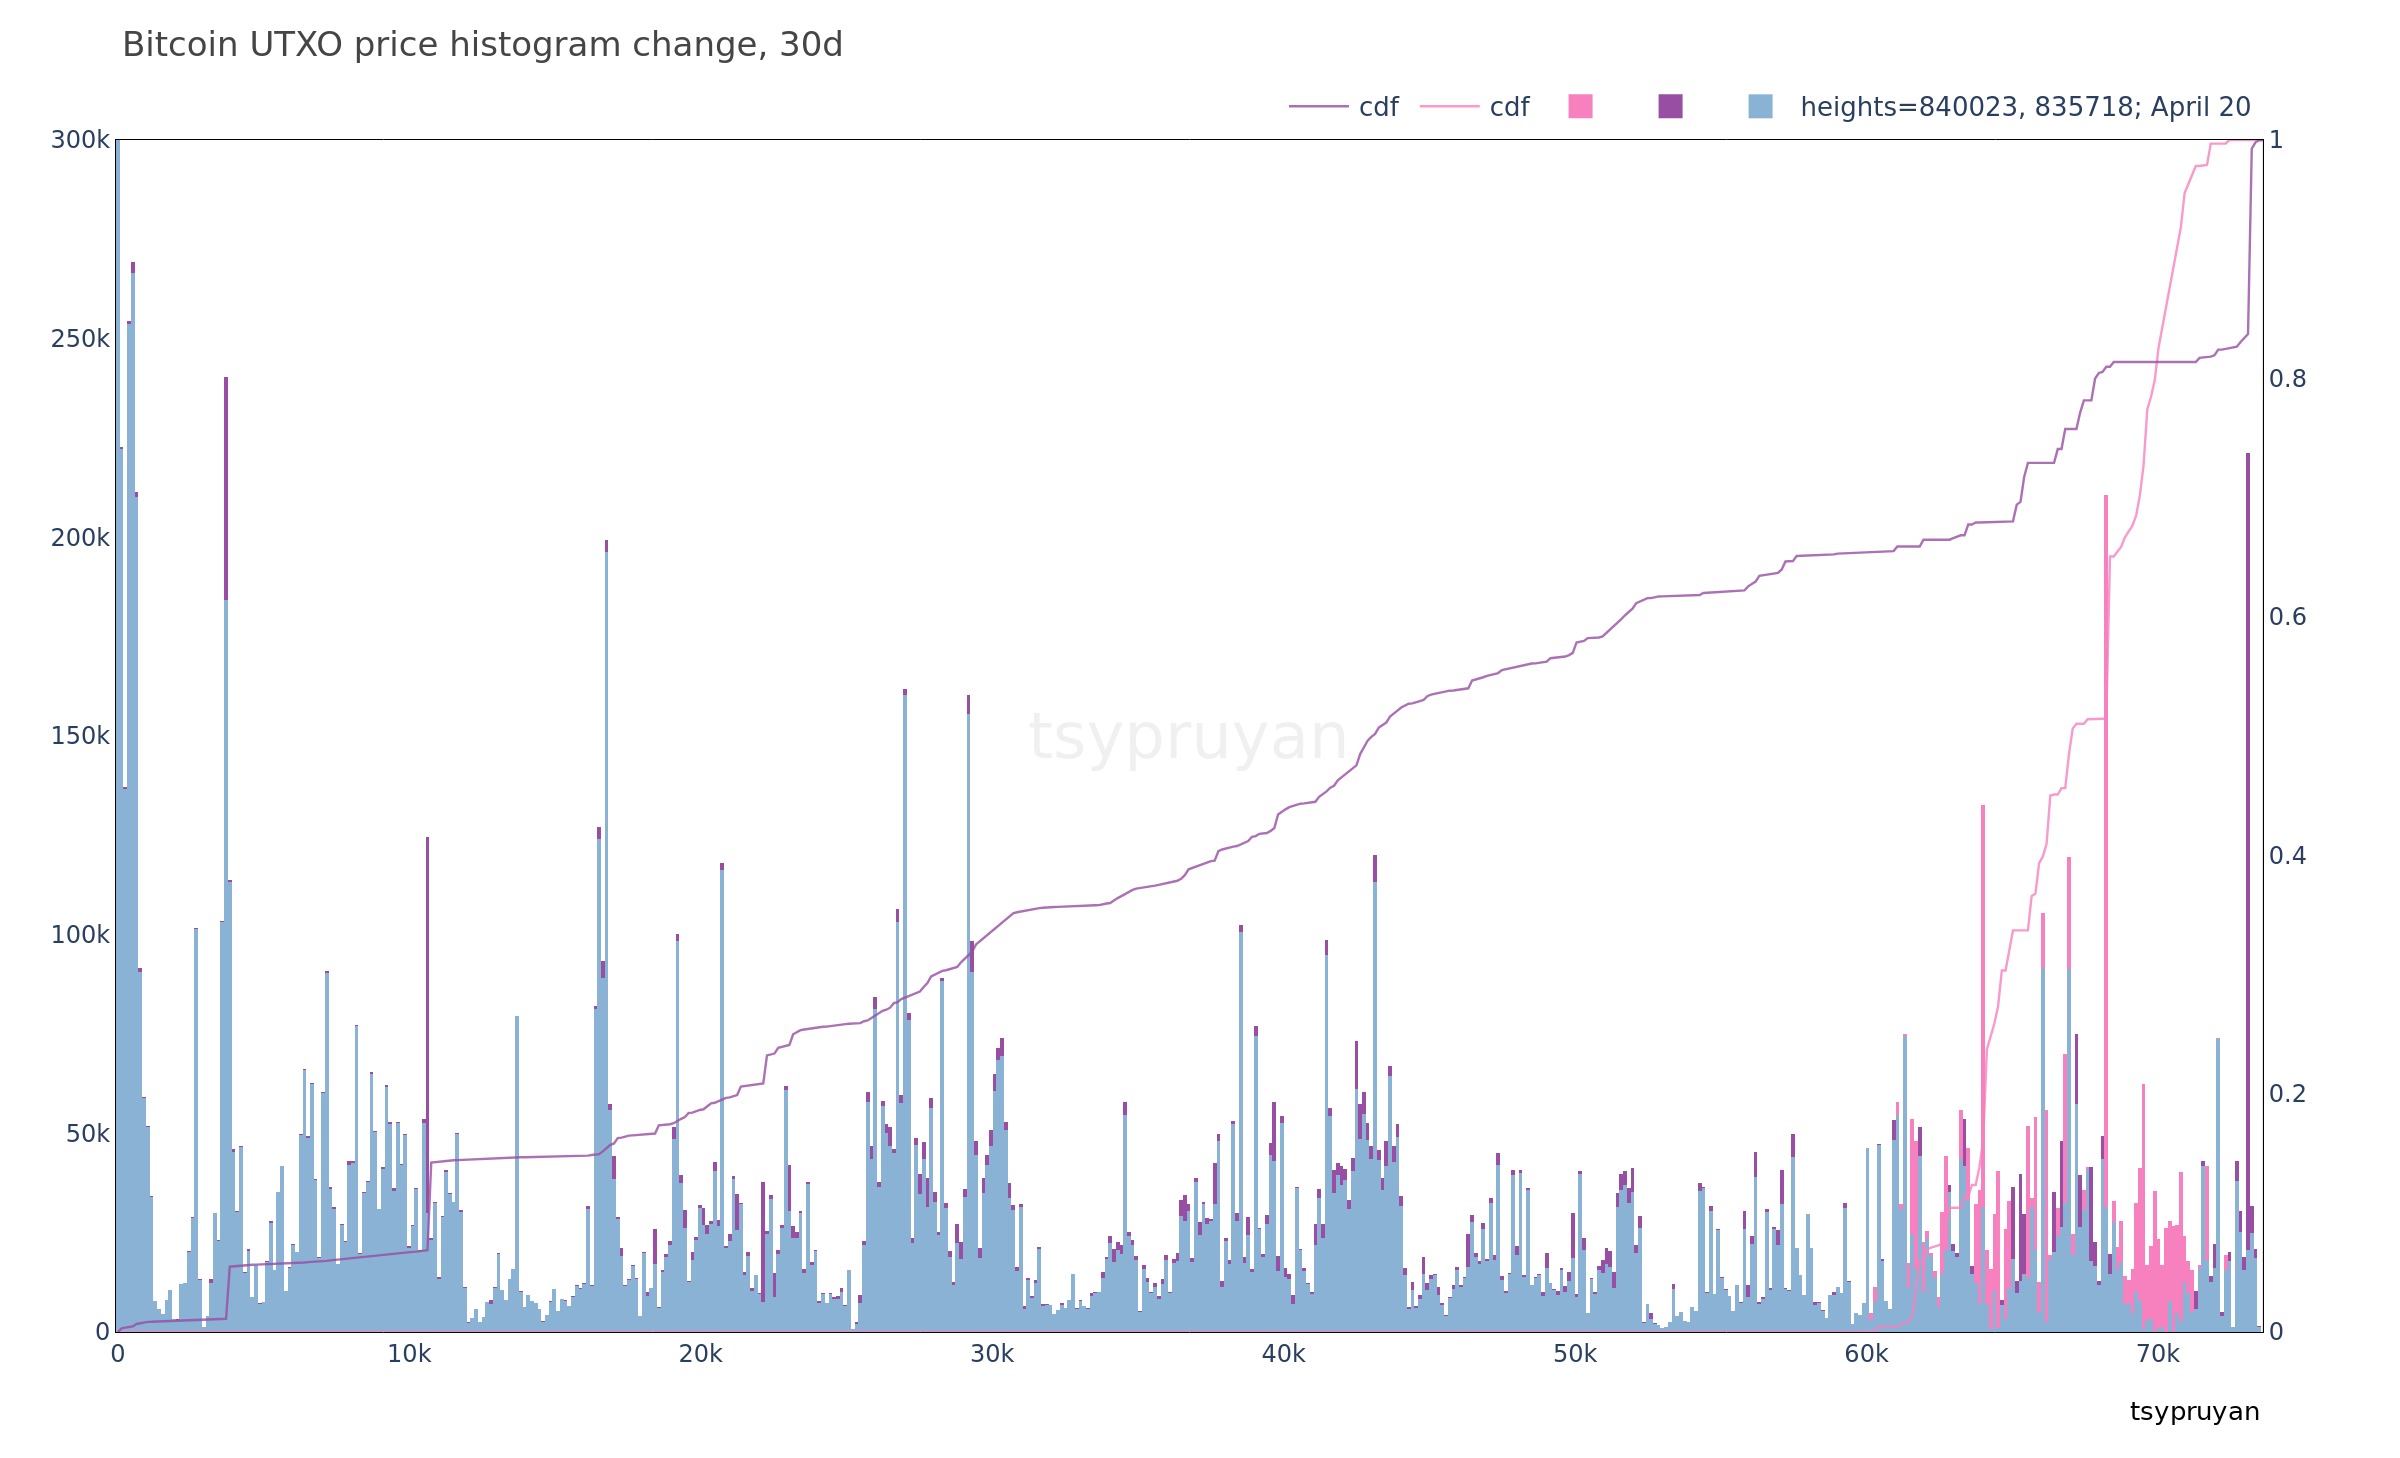 Bitcoin UTXO price histogram change, 30d
cdf cdf heights=840023, 835718; April 20
300k 1
250k
0.8
200k
0.6
150k
tsypruyan
0.4
100k
0.2
50k
0 0
0 10k 20k 30k 40k 50k 60k 70k
tsypruyan